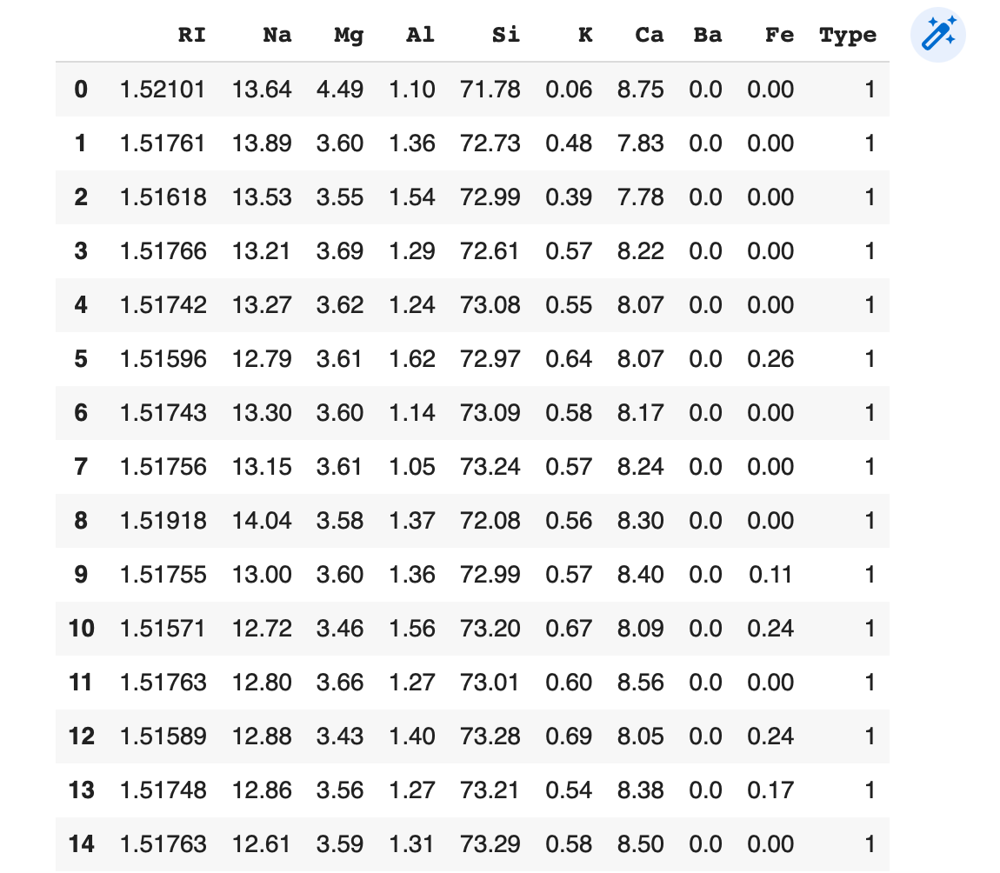 RI Na Mg Al Si K Ca Ba Fe Type
0 1.52101 13.64 4.49 1.10 71.78 0.06 8.75 0.0 0.00 1
1 1.51761 13.89 3.60 1.36 72.73 0.48 7.83 0.0 0.00 1
2 1.51618 13.53 3.55 1.54 72.99 0.39 7.78 0.0 0.00 1
3 1.51766 13.21 3.69 1.29 72.61 0.57 8.22 0.0 0.00 1
4 1.51742 13.27 3.62 1.24 73.08 0.55 8.07 0.0 0.00 1
5 1.51596 12.79 3.61 1.62 72.97 0.64 8.07 0.0 0.26 1
6 1.51743 13.30 3.60 1.14 73.09 0.58 8.17 0.0 0.00 1
7 1.51756 13.15 3.61 1.05 73.24 0.57 8.24 0.0 0.00 1
8 1.51918 14.04 3.58 1.37 72.08 0.56 8.30 0.0 0.00 1
9 1.51755 13.00 3.60 1.36 72.99 0.57 8.40 0.0 0.11 1
10 1.51571 12.72 3.46 1.56 73.20 0.67 8.09 0.0 0.24 1
11 1.51763 12.80 3.66 1.27 73.01 0.60 8.56 0.0 0.00 1
12 1.51589 12.88 3.43 1.40 73.28 0.69 8.05 0.0 0.24 1
13 1.51748 12.86 3.56 1.27 73.21 0.54 8.38 0.0 0.17 1
14 1.51763 12.61 3.59 1.31 73.29 0.58 8.50 0.0 0.00 1